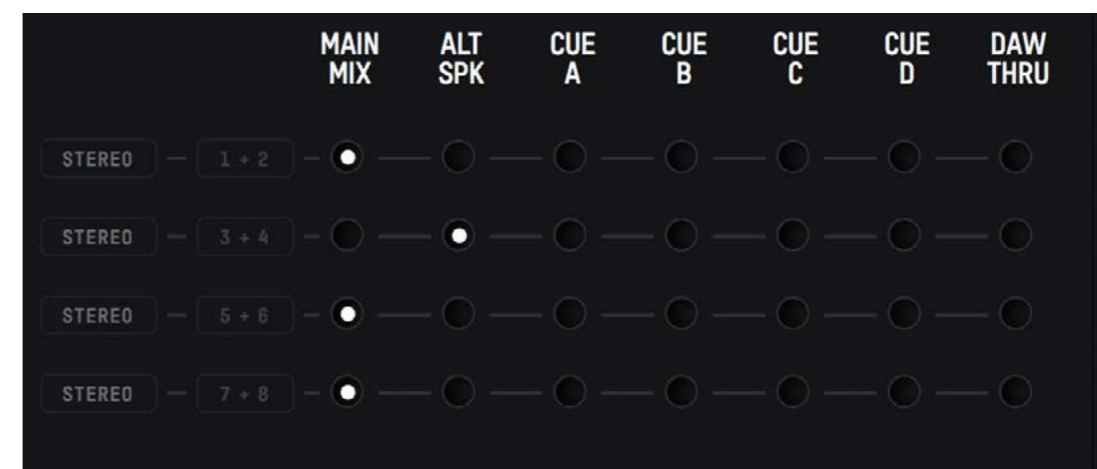 MAIN ALT CUE CUE CUE CUE DAW
MIX SPK A B C D THRU
STEREO 1 + 2
STEREO 3 + 4
STEREO 5 + 6
STEREO 7 + 8